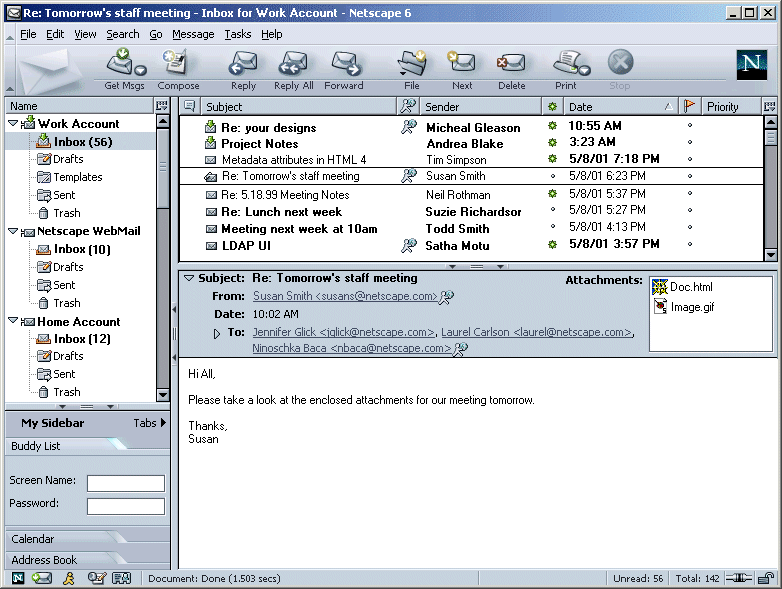 Re: Tomorrow's staff meeting - Inbox for Work Account - Netscape 6
File Edit View Search Go Message Tasks Help
Get Msgs Compose Reply Reply All Forward File Next Delete Print Stop
N
Name
Work Account
Inbox (56)
Drafts
Templates
Sent
Trash
Netscape WebMail
Inbox (10)
Drafts
Sent
Trash
Home Account
Inbox (12)
Drafts
Sent
Trash
Subject Sender Date Priority
Re: your designs Micheal Gleason 10:55 AM
Project Notes Andrea Blake 3:23 AM
Metadata attributes in HTML 4 Tim Simpson 5/8/01 7:18 PM
Re: Tomorrow's staff meeting Susan Smith 5/8/01 6:23 PM
Re: 5.18.99 Meeting Notes Neil Rothman 5/8/01 5:37 PM
Re: Lunch next week Suzie Richardsor 5/8/01 5:27 PM
Meeting next week at 10am Todd Smith 5/8/01 4:13 PM
LDAP UI Satha Motu 5/8/01 3:57 PM
Subject: Re: Tomorrow's staff meeting
From: Susan Smith <susans@netscape.com>
Date: 10:02 AM
To: Jennifer Glick <jglick@netscape.com>, Laurel Carlson <laurel@netscape.com>,
Ninoschka Baca <nbaca@netscape.com>
Attachments:
Doc.html
Image.gif
Hi All,
Please take a look at the enclosed attachments for our meeting tomorrow.
Thanks,
Susan
My Sidebar Tabs
Buddy List
Screen Name:
Password:
Calendar
Address Book
N
Document: Done (1.503 secs) Unread: 56 Total: 142